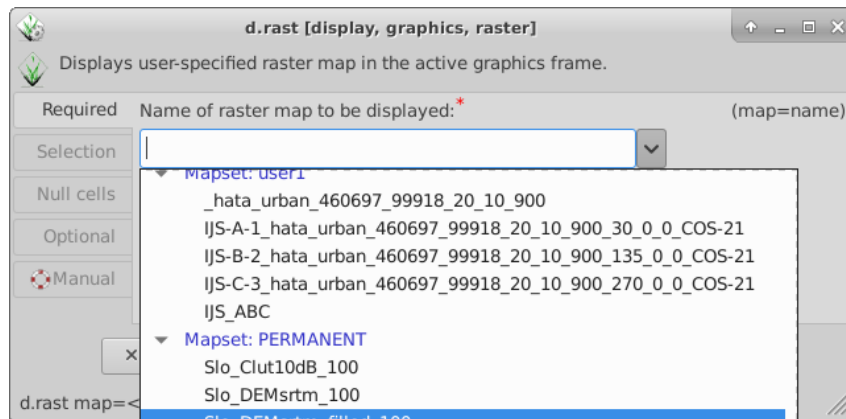 d.rast [display, graphics, raster]
Displays user-specified raster map in the active graphics frame.
Required
Name of raster map to be displayed:*
(map=name)
Selection
Null cells
Optional
Manual
Mapset: user1
_hata_urban_460697_99918_20_10_900
IJS-A-1_hata_urban_460697_99918_20_10_900_30_0_0_COS-21
IJS-B-2_hata_urban_460697_99918_20_10_900_135_0_0_COS-21
IJS-C-3_hata_urban_460697_99918_20_10_900_270_0_0_COS-21
IJS_ABC
Mapset: PERMANENT
Slo_Clut10dB_100
Slo_DEMsrtm_100
Slo_DEMsrtm_filled_100
d.rast map=<